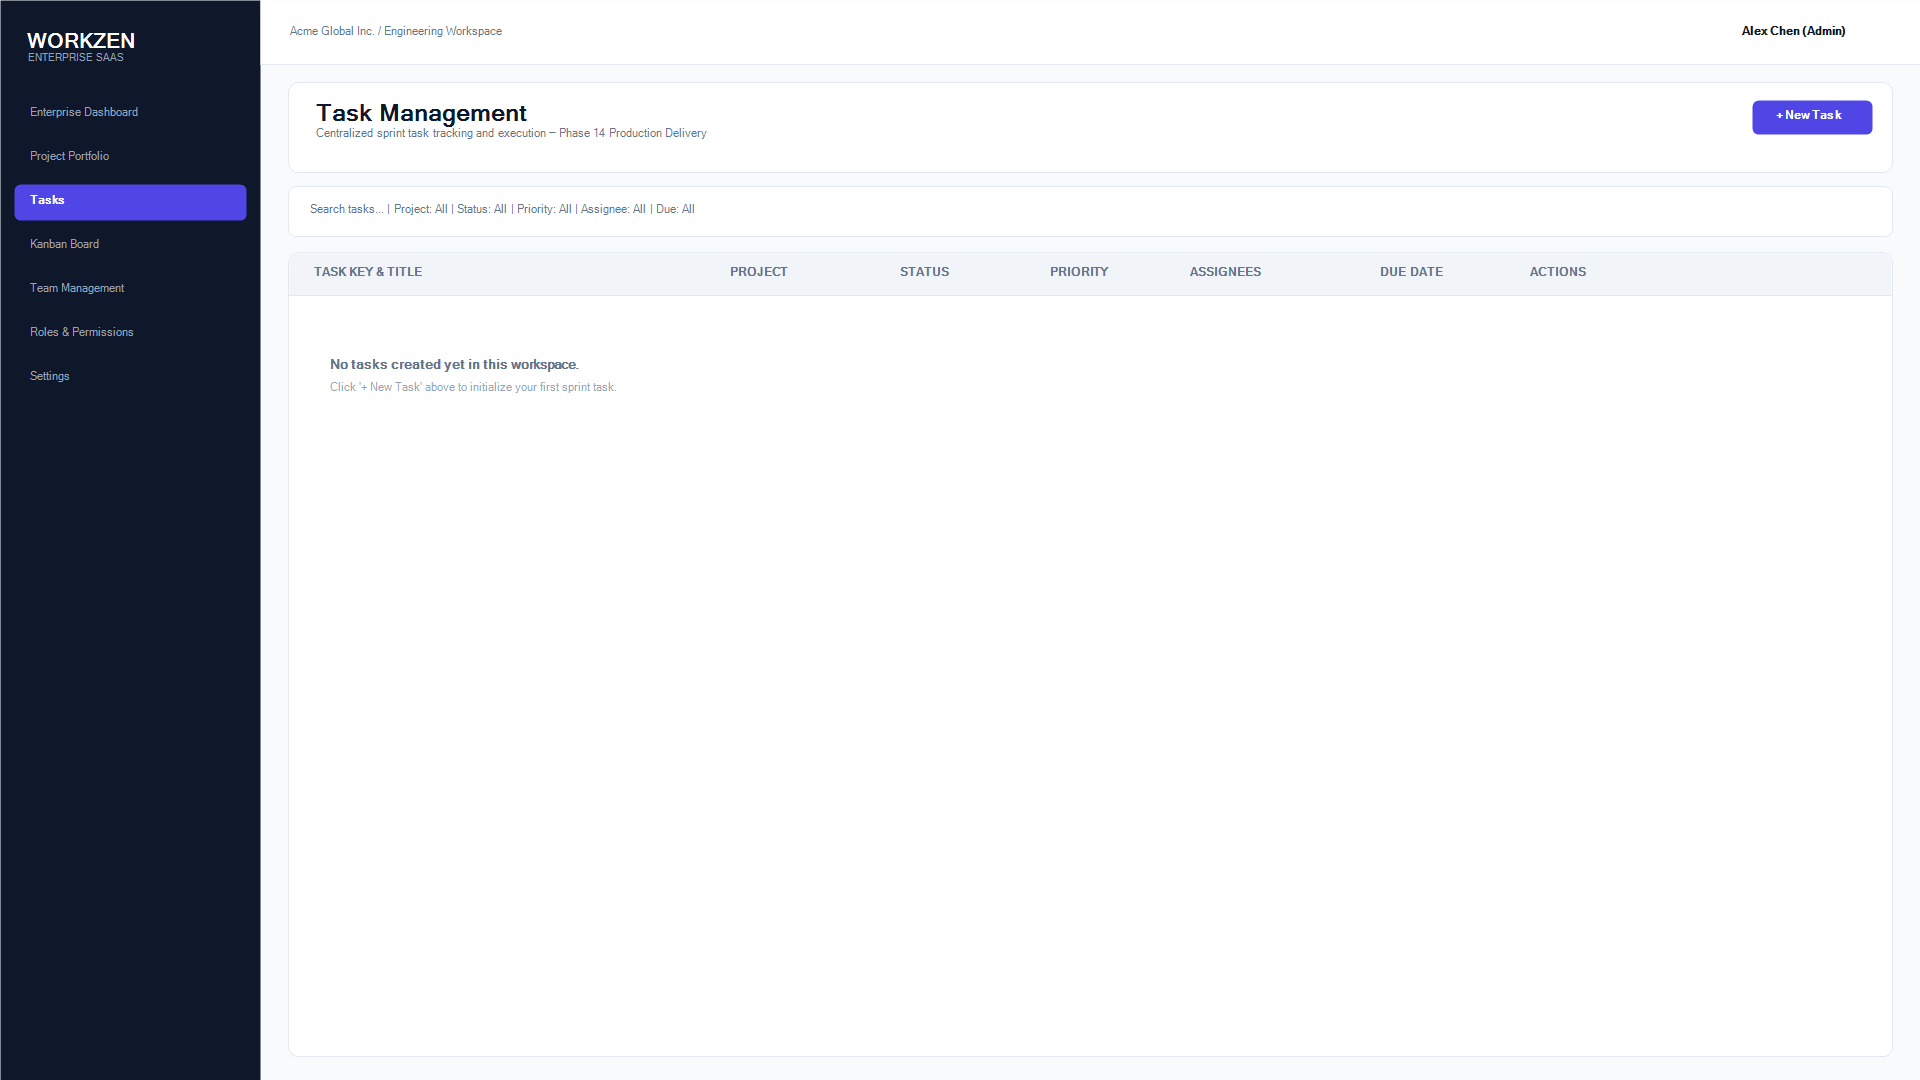 WORKZEN
ENTERPRISE SAAS
Enterprise Dashboard
Project Portfolio
Tasks
Kanban Board
Team Management
Roles & Permissions
Settings
Acme Global Inc. / Engineering Workspace
Alex Chen (Admin)
Task Management
Centralized sprint task tracking and execution — Phase 14 Production Delivery
+ New Task
Search tasks... | Project: All | Status: All | Priority: All | Assignee: All | Due: All
TASK KEY & TITLE PROJECT STATUS PRIORITY ASSIGNEES DUE DATE ACTIONS
No tasks created yet in this workspace.
Click '+ New Task' above to initialize your first sprint task.